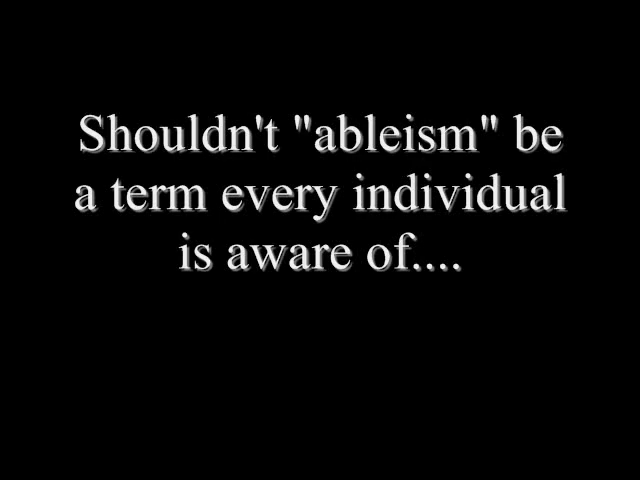 Shouldn't "ableism" be
a term every individual
is aware of....